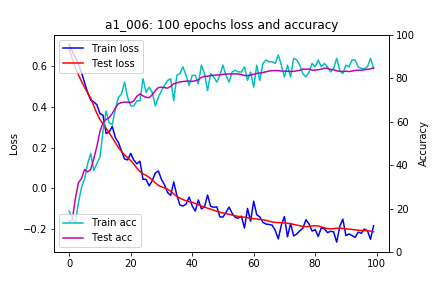 a1_006: 100 epochs loss and accuracy
Train loss
Test loss
Train acc
Test acc
Loss
Accuracy
0.6
0.4
0.2
0.0
−0.2
100
80
60
40
20
0
0 20 40 60 80 100